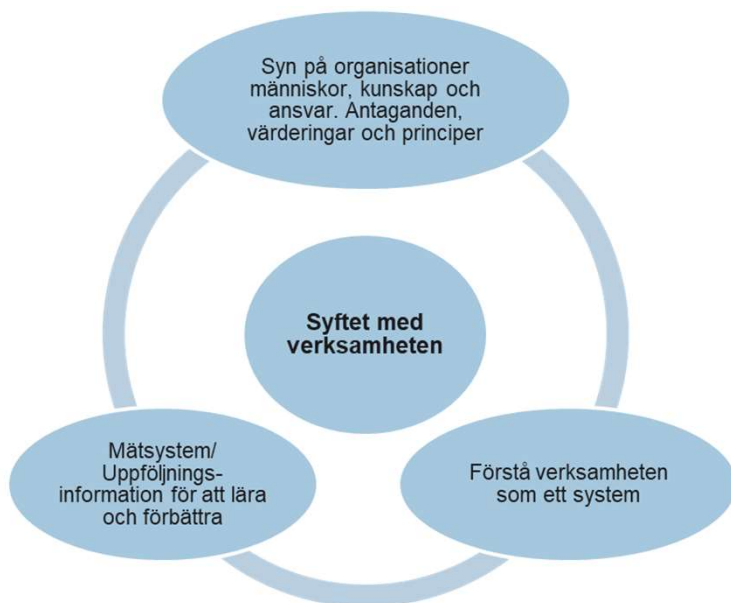 Syn på organisationer
människor, kunskap och
ansvar. Antaganden,
värderingar och principer
Syftet med
verksamheten
Mätsystem/
Uppföljnings-
information för att lära
och förbättra
Förstå verksamheten
som ett system